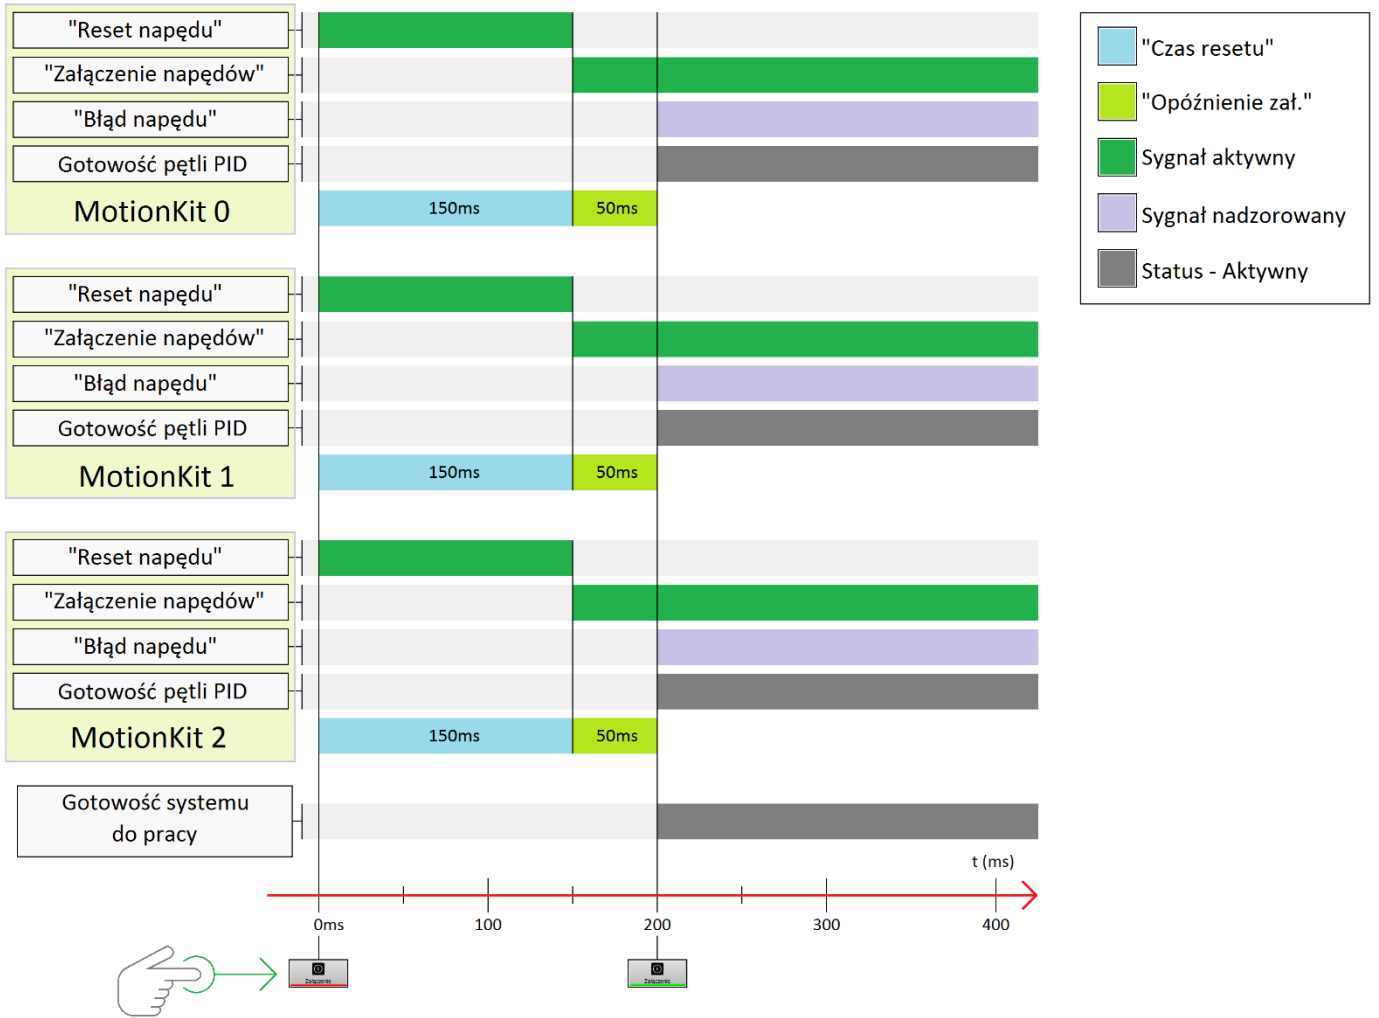 "Reset napędu"
"Załączenie napędów"
"Błąd napędu"
Gotowość pętli PID
MotionKit 0
150ms
50ms
"Reset napędu"
"Załączenie napędów"
"Błąd napędu"
Gotowość pętli PID
MotionKit 1
150ms
50ms
"Reset napędu"
"Załączenie napędów"
"Błąd napędu"
Gotowość pętli PID
MotionKit 2
150ms
50ms
Gotowość systemu
do pracy
t (ms)
0ms
100
200
300
400
Załączenie
Załączenie
"Czas resetu"
"Opóźnienie zał."
Sygnał aktywny
Sygnał nadzorowany
Status - Aktywny